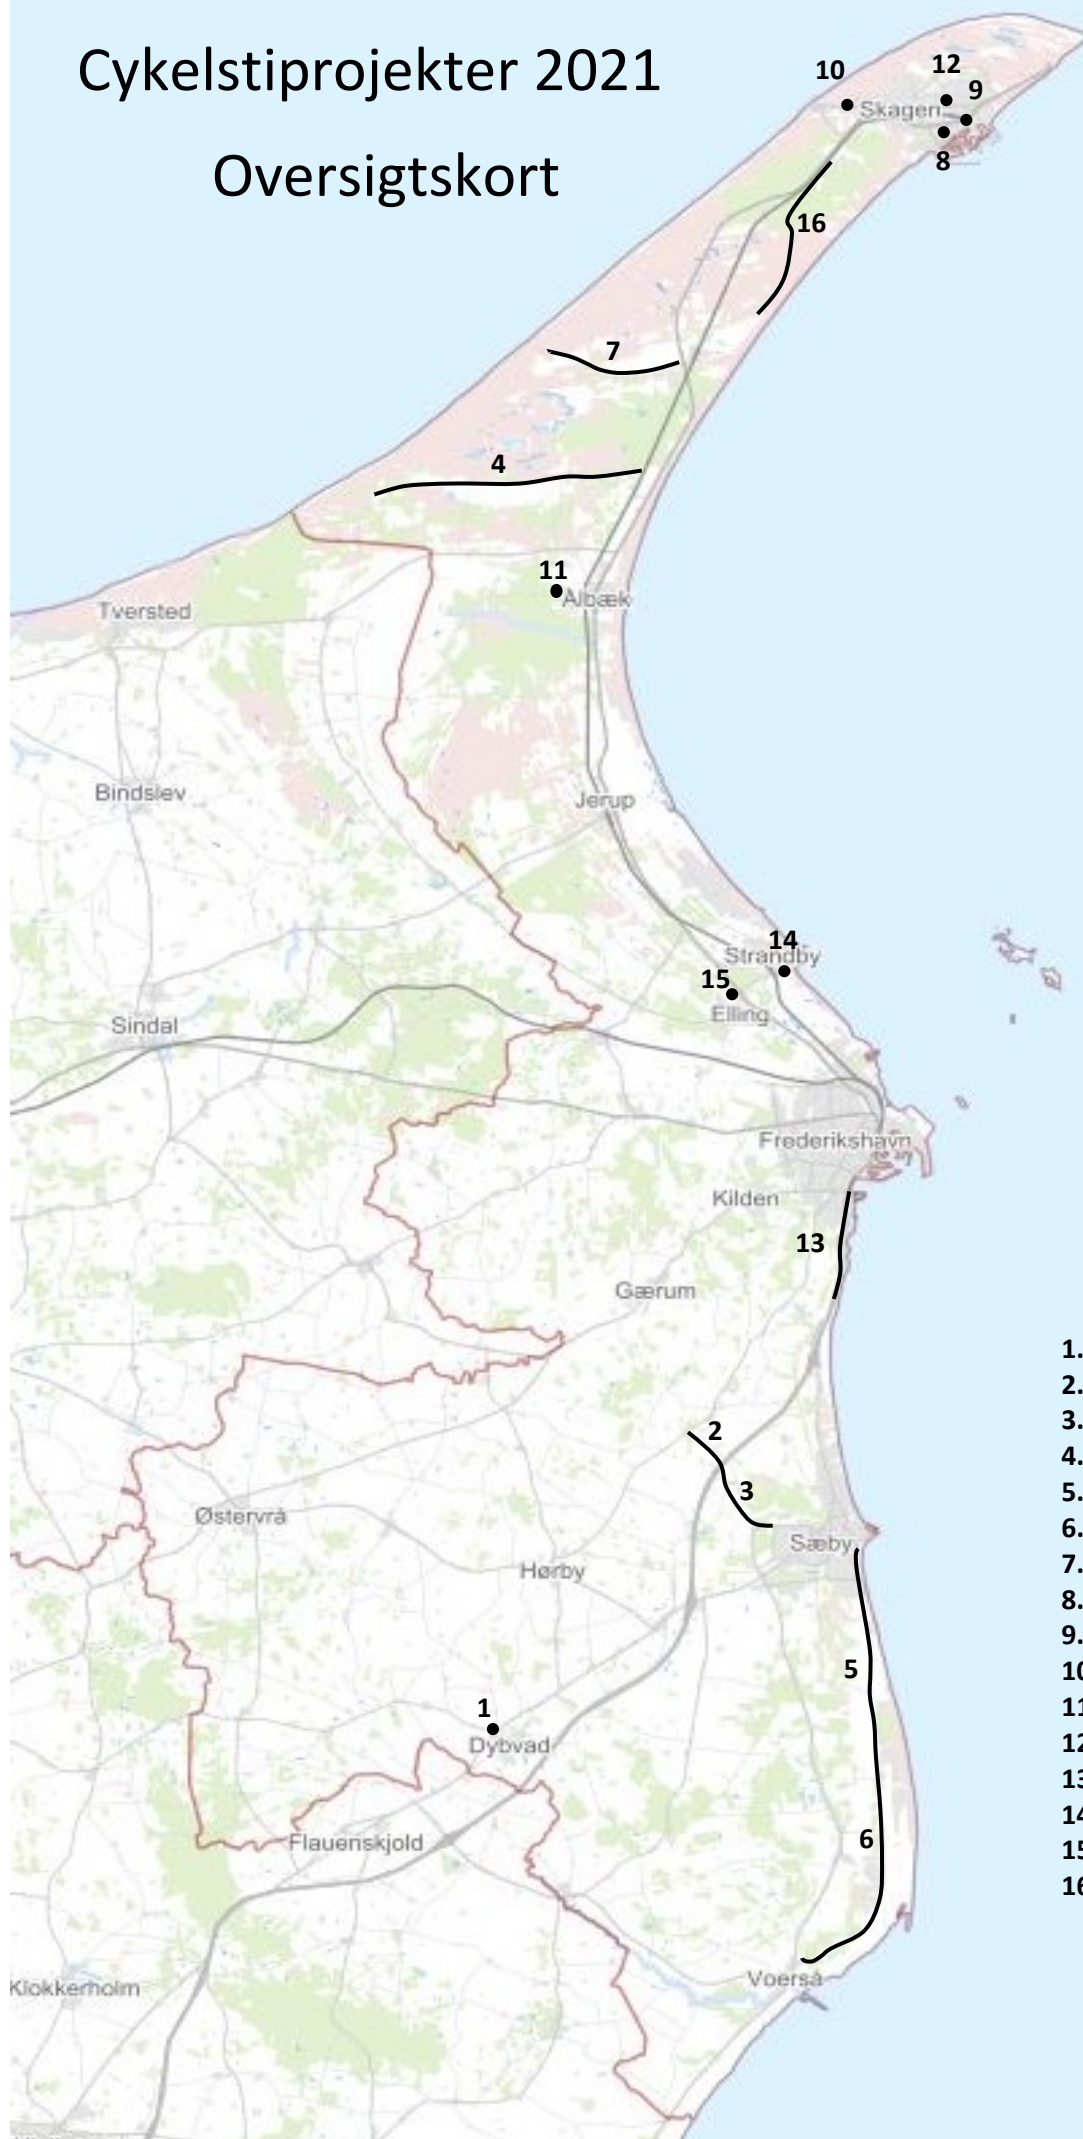 Cykelstiprojekter 2021
Oversigtskort
10
12
9
Skagen
8
16
7
4
11
Ålbæk
Tversted
Bindslev
Jerup
14
Strandby
15
Elling
Sindal
Frederikshavn
Kilden
13
Gærum
1.
2.
3.
4.
5.
6.
7.
8.
9.
10
11
12
13
14
15
16
2
3
Østervrå
Sæby
Hørby
5
1
Dybvad
6
Flauenskjold
Voerså
Klokkerholm